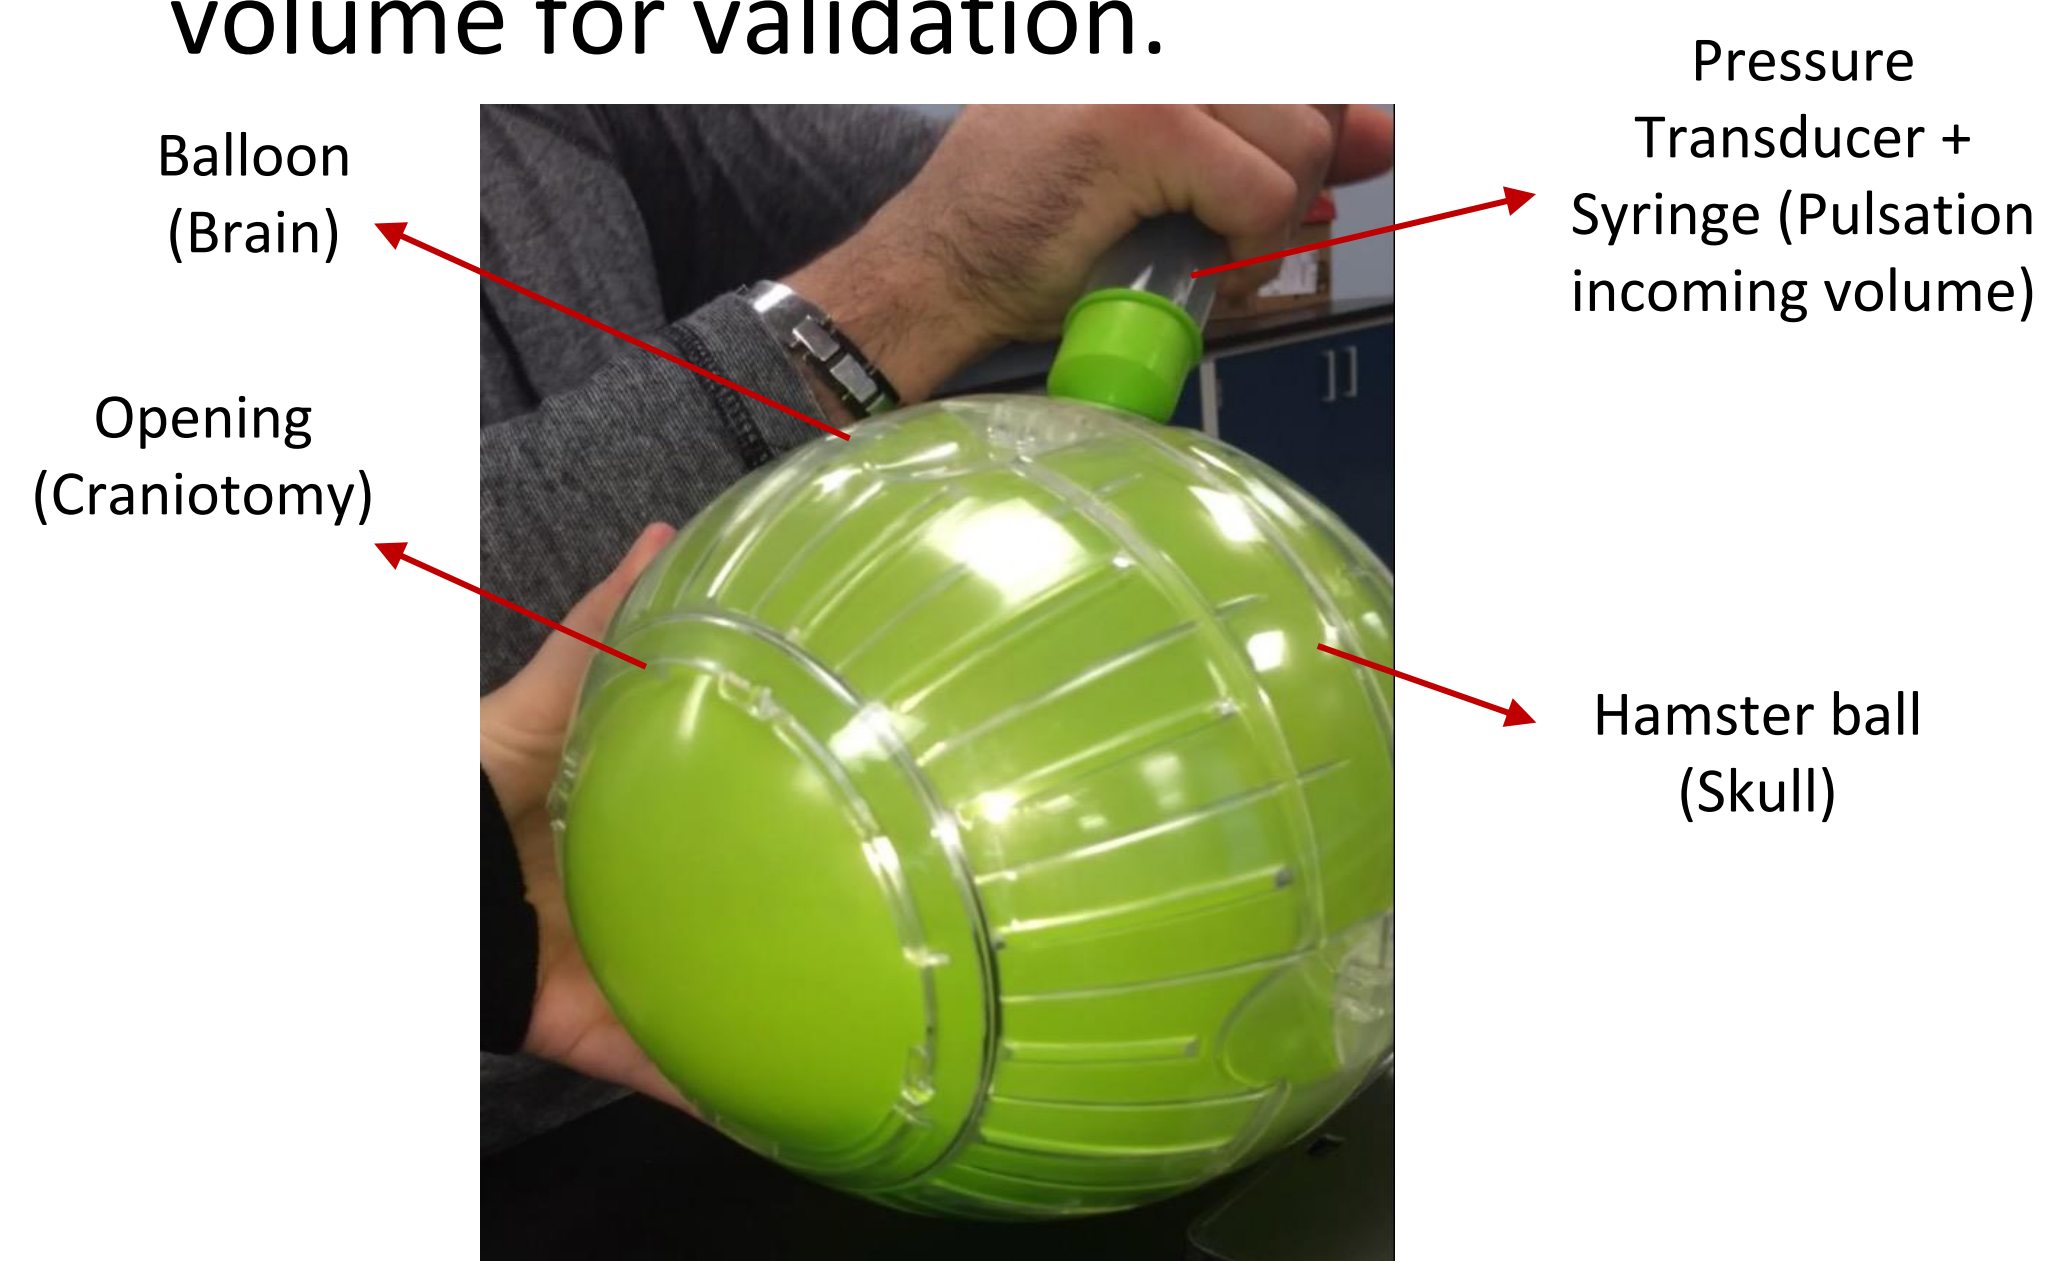 volume for validation.
Balloon
(Brain)
Opening
(Craniotomy)
Pressure
Transducer +
Syringe (Pulsation
incoming volume)
Hamster ball
(Skull)